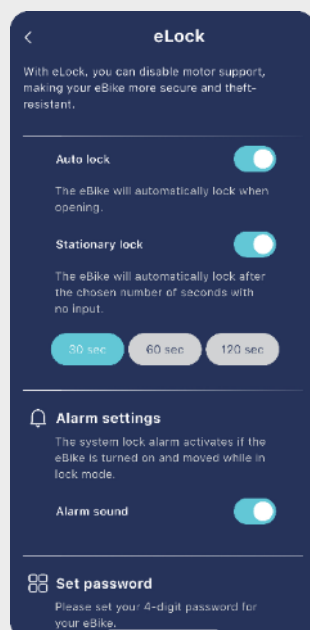 eLock
With eLock, you can disable motor support,
making your eBike more secure and theft-
resistant.
Auto lock
The eBike will automatically lock when
opening.
Stationary lock
The eBike will automatically lock after
the chosen number of seconds with
no input.
30 sec 60 sec 120 sec
Alarm settings
The system lock alarm activates if the
eBike is turned on and moved while in
lock mode.
Alarm sound
Set password
Please set your 4-digit password for
your eBike.